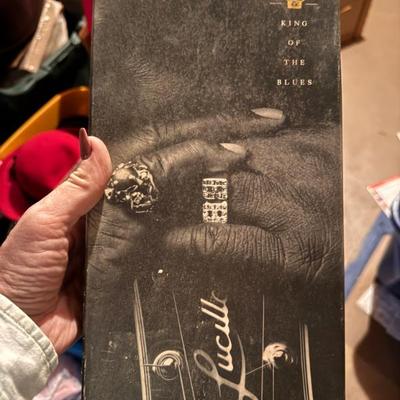 KING
OF
THE
BLUES
Lucille